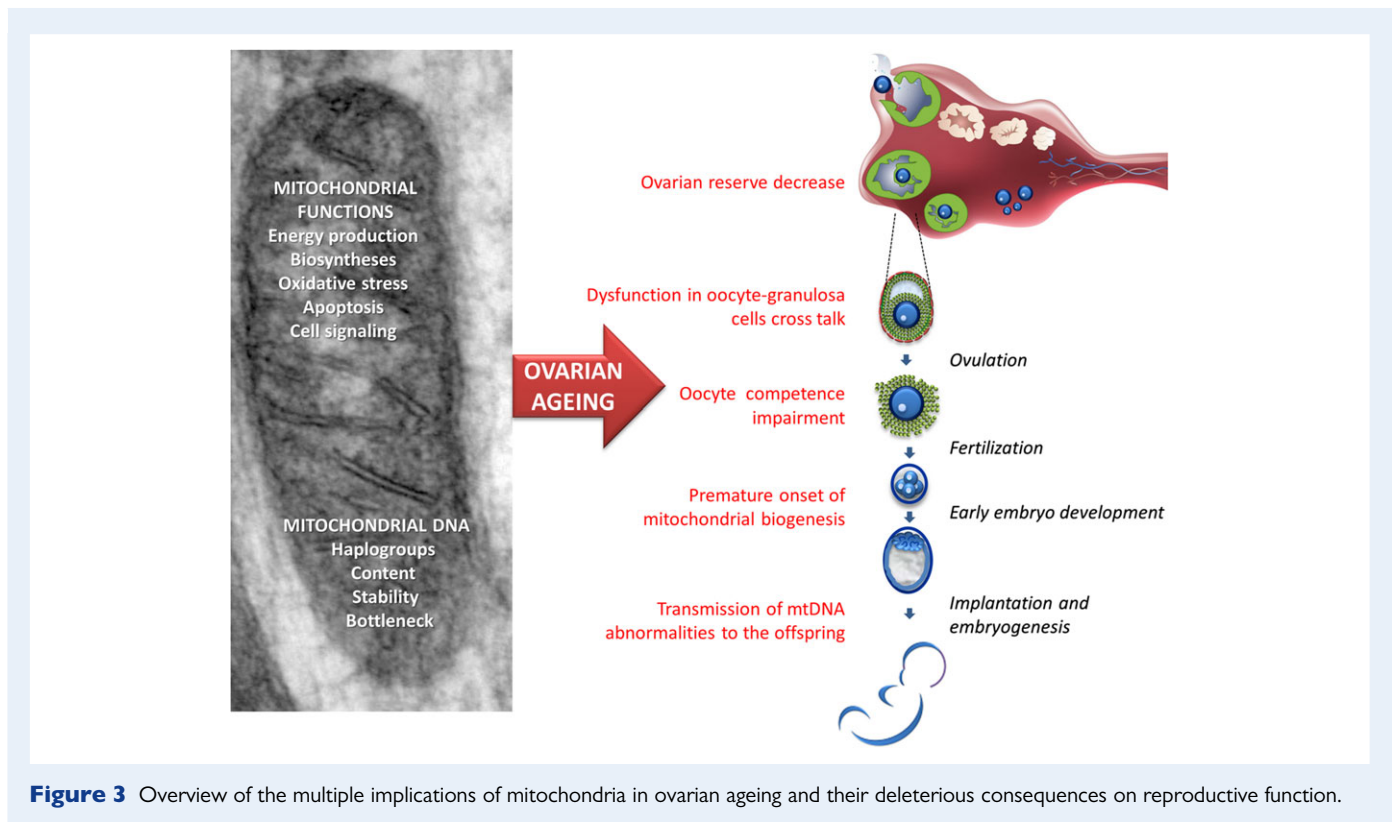 MITOCHONDRIAL
FUNCTIONS
Energy production
Biosyntheses
Oxidative stress
Apoptosis
Cell signaling
MITOCHONDRIAL DNA
Haplogroups
Content
Stability
Bottleneck
OVARIAN
AGEING
Ovarian reserve decrease
Dysfunction in oocyte-granulosa
cells cross talk
Ovulation
Oocyte competence
impairment
Fertilization
Premature onset of
mitochondrial biogenesis
Early embryo development
Transmission of mtDNA
abnormalities to the offspring
Implantation and
embryogenesis
Figure 3 Overview of the multiple implications of mitochondria in ovarian ageing and their deleterious consequences on reproductive function.